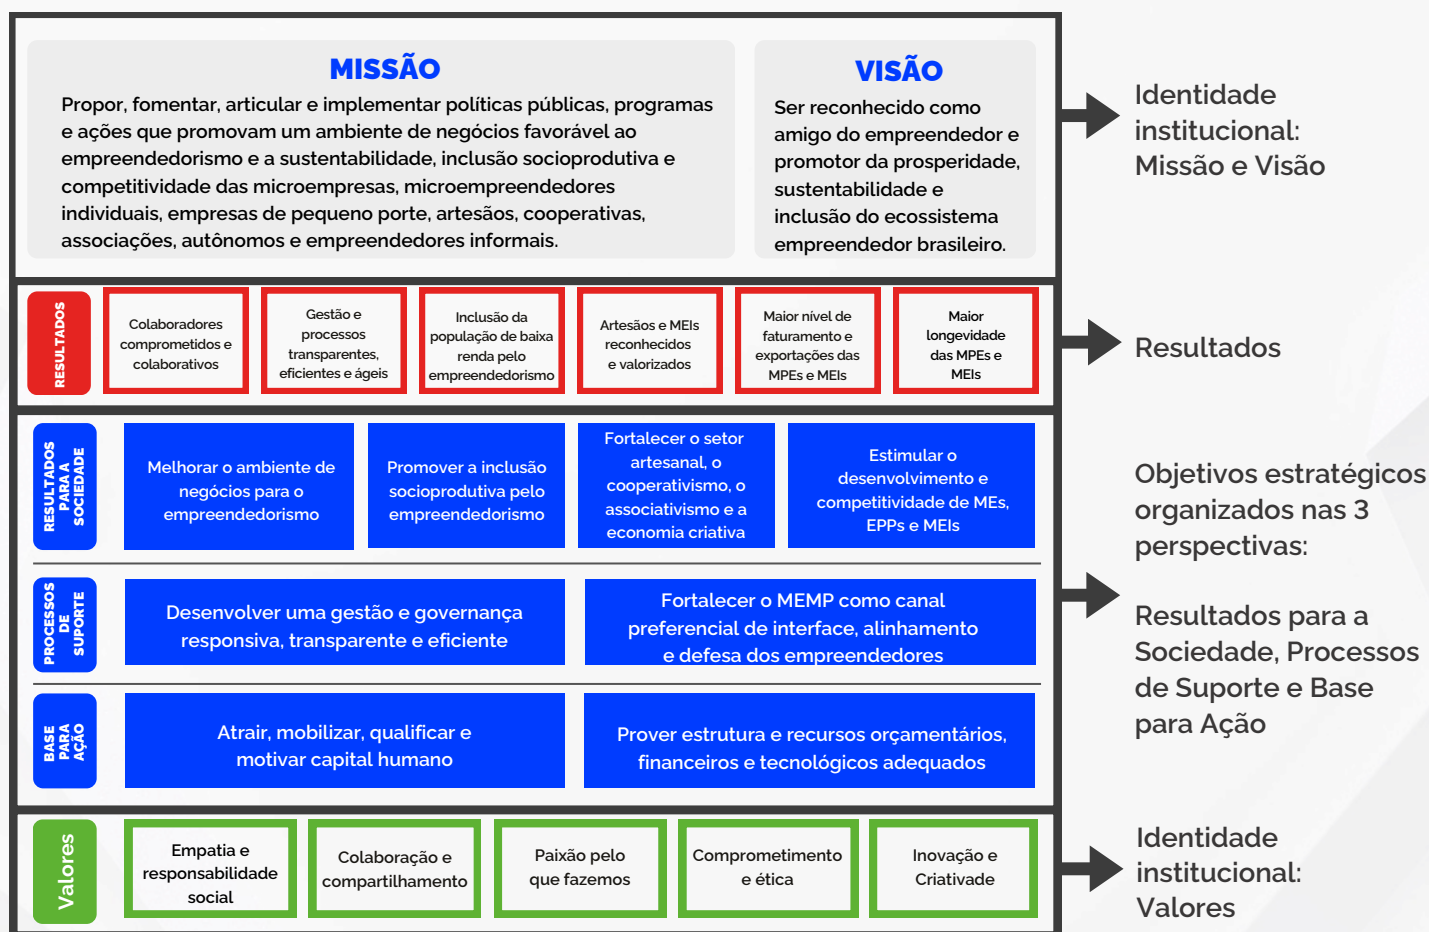 MISSÃO
Propor, fomentar, articular e implementar políticas públicas, programas
e ações que promovam um ambiente de negócios favorável ao
empreendedorismo e a sustentabilidade, inclusão socioprodutiva e
competitividade das microempresas, microempreendedores
individuais, empresas de pequeno porte, artesãos, cooperativas,
associações, autônomos e empreendedores informais.
VISÃO
Ser reconhecido como
amigo do empreendedor e
promotor da prosperidade,
sustentabilidade e
inclusão do ecossistema
empreendedor brasileiro.
Identidade
institucional:
Missão e Visão
RESULTADOS
Colaboradores
comprometidos e
colaborativos
Gestão e
processos
transparentes,
eficientes e ágeis
Inclusão da
população de baixa
renda pelo
empreendedorismo
Artesãos e MEIs
reconhecidos
e valorizados
Maior nível de
faturamento e
exportações das
MPEs e MEIs
Maior
longevidade
das MPEs e
MEIs
Resultados
RESULTADOS
PARA A
SOCIEDADE
Melhorar o ambiente de
negócios para o
empreendedorismo
Promover a inclusão
socioprodutiva pelo
empreendedorismo
Fortalecer o setor
artesanal, o
cooperativismo, o
associativismo e a
economia criativa
Estimular o
desenvolvimento e
competitividade de MEs,
EPPs e MEIs
PROCESSOS
DE
SUPORTE
Desenvolver uma gestão e governança
responsiva, transparente e eficiente
Fortalecer o MEMP como canal
preferencial de interface, alinhamento
e defesa dos empreendedores
BASE
PARA
AÇÃO
Atrair, mobilizar, qualificar e
motivar capital humano
Prover estrutura e recursos orçamentários,
financeiros e tecnológicos adequados
Objetivos estratégicos
organizados nas 3
perspectivas:
Resultados para a
Sociedade, Processos
de Suporte e Base
para Ação
Valores
Empatia e
responsabilidade
social
Colaboração e
compartilhamento
Paixão pelo
que fazemos
Comprometimento
e ética
Inovação e
Criativade
Identidade
institucional:
Valores